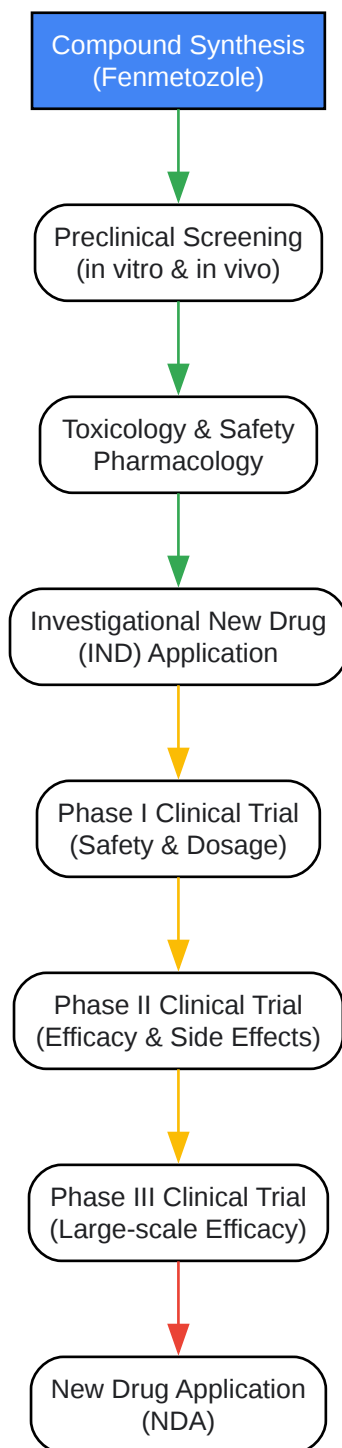 Compound Synthesis
(Fenmetozole)
Preclinical Screening
(in vitro & in vivo)
Toxicology & Safety
Pharmacology
Investigational New Drug
(IND) Application
Phase I Clinical Trial
(Safety & Dosage)
Phase II Clinical Trial
(Efficacy & Side Effects)
Phase III Clinical Trial
(Large-scale Efficacy)
New Drug Application
(NDA)